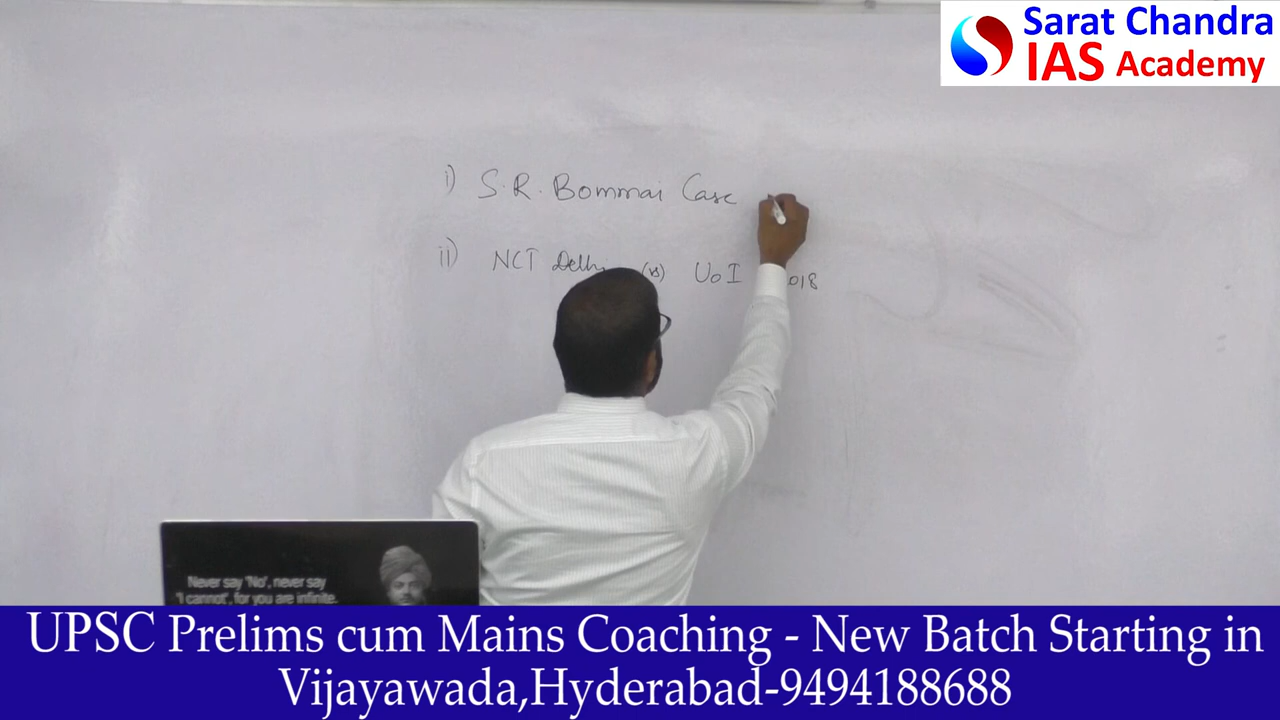 Sarat Chandra
IAS Academy
i) S.R. Bommai Case
ii) NCT Delhi (vs) UoI 2018
Never say 'No', never say
'I cannot', for you are infinite.
UPSC Prelims cum Mains Coaching - New Batch Starting in
Vijayawada,Hyderabad-9494188688